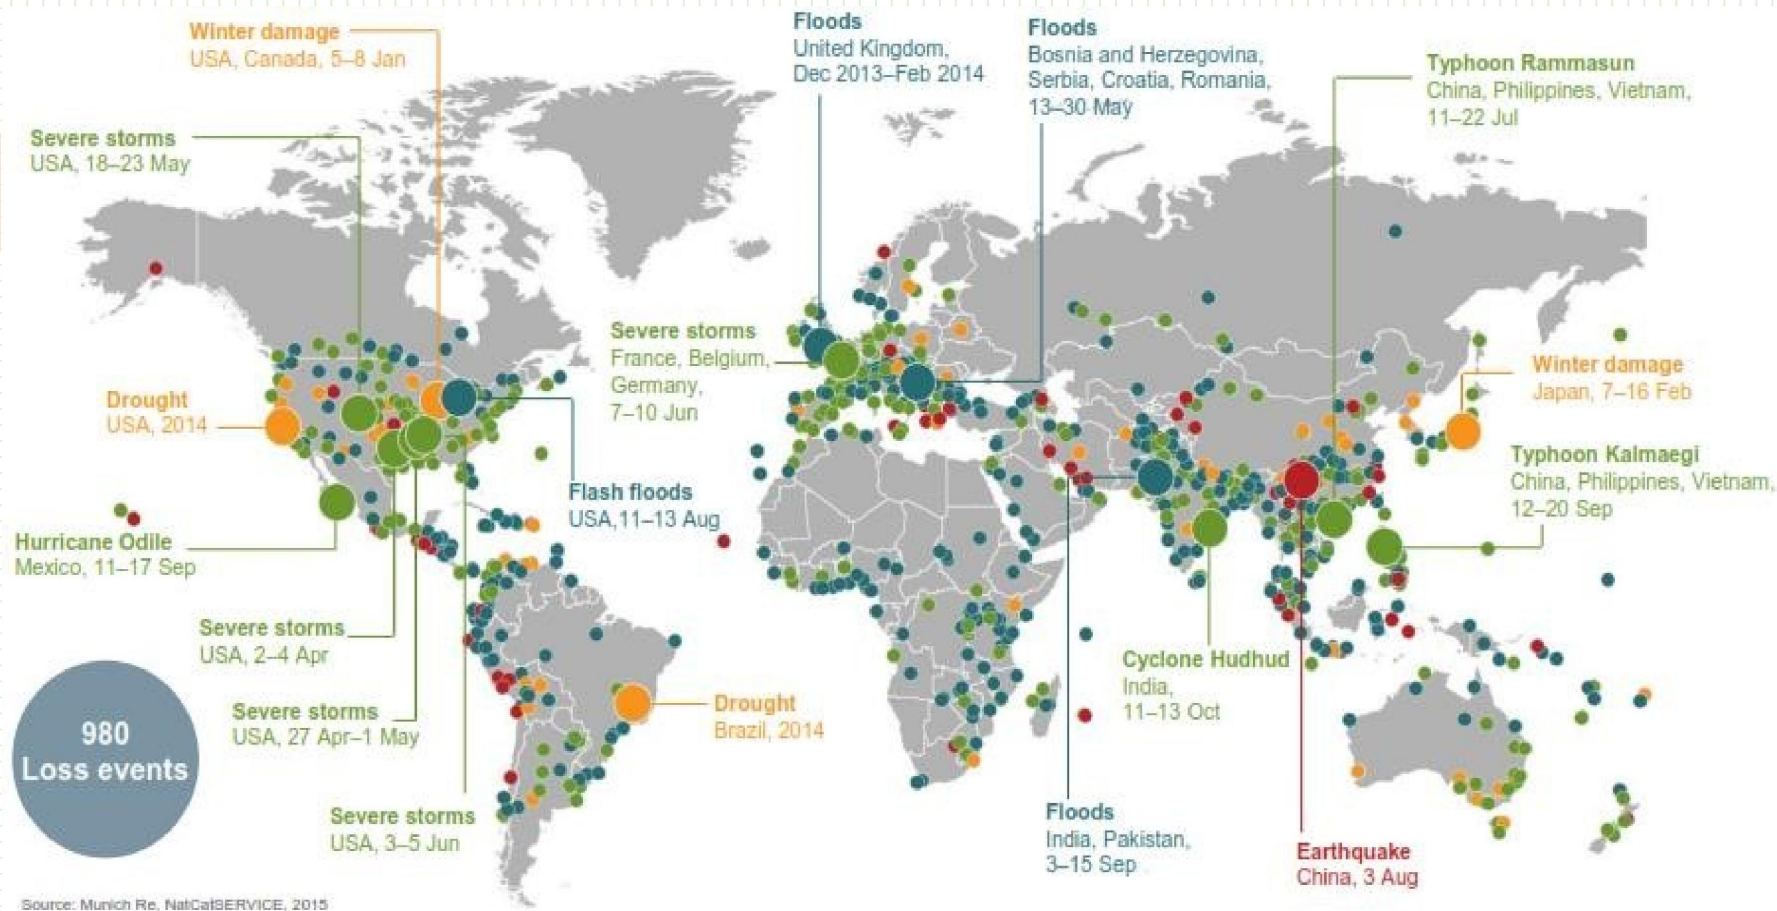 Winter damage
USA, Canada, 5–8 Jan
Floods
United Kingdom,
Dec 2013–Feb 2014
Floods
Bosnia and Herzegovina,
Serbia, Croatia, Romania,
13–30 May
Typhoon Rammasun
China, Philippines, Vietnam,
11–22 Jul
Severe storms
USA, 18–23 May
Severe storms
France, Belgium,
Germany,
7–10 Jun
Winter damage
Japan, 7–16 Feb
Drought
USA, 2014
Typhoon Kalmaegi
China, Philippines, Vietnam,
12–20 Sep
Flash floods
USA,11–13 Aug
Hurricane Odile
Mexico, 11–17 Sep
Severe storms
USA, 2–4 Apr
Cyclone Hudhud
India,
11–13 Oct
Severe storms
USA, 27 Apr–1 May
Drought
Brazil, 2014
980
Loss events
Severe storms
USA, 3–5 Jun
Floods
India, Pakistan,
3–15 Sep
Earthquake
China, 3 Aug
Source: Munich Re, NatCatSERVICE, 2015